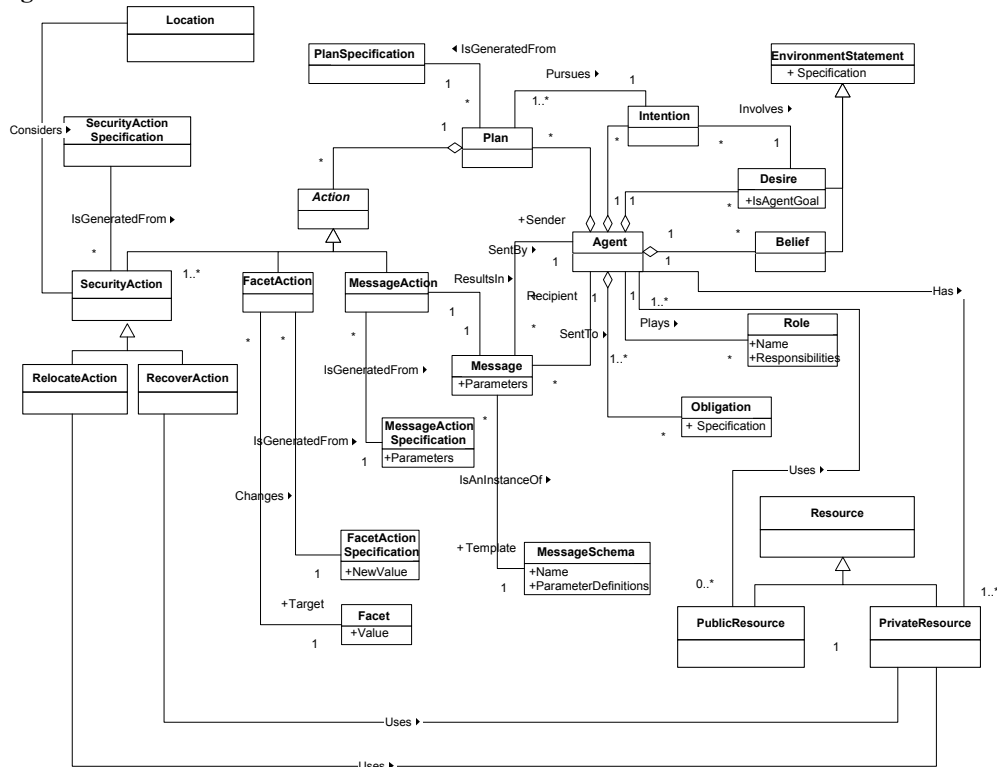 Location
PlanSpecification
◄ IsGeneratedFrom
EnvironmentStatement
+ Specification
1
Pursues ►
1
*
1..*
Involves ►
Considers ►
SecurityAction
Specification
1
Plan
*
Intention
*
*
1
*
Desire
+IsAgentGoal
Action
1
1
*
IsGeneratedFrom ►
+Sender
Agent
1
*
Belief
*
SentBy ►
1
1
SecurityAction
1..*
FacetAction
MessageAction
ResultsIn ►
Recipient
*
1
1
1..*
Has ►
1
*
*
*
1
*
SentTo ►
Plays ►
Role
+Name
+Responsibilities
RelocateAction
RecoverAction
IsGeneratedFrom ►
Message
+Parameters
1..*
*
*
*
Obligation
+ Specification
*
MessageAction
Specification
+Parameters
IsGeneratedFrom ►
1
Uses ►
IsAnInstanceOf ►
Changes ►
Resource
FacetAction
Specification
+NewValue
1
+ Template
MessageSchema
+Name
+ParameterDefinitions
1
0..*
1..*
+Target
Facet
+Value
1
PublicResource
1
PrivateResource
Uses ►
Uses ►